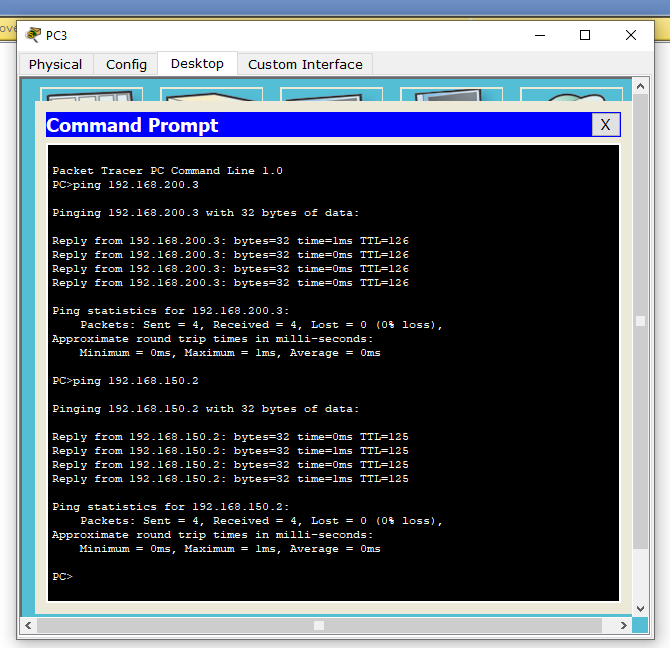 ove
PC3
Physical Config Desktop Custom Interface
Command Prompt X
Packet Tracer PC Command Line 1.0
PC>ping 192.168.200.3
Pinging 192.168.200.3 with 32 bytes of data:
Reply from 192.168.200.3: bytes=32 time=1ms TTL=126
Reply from 192.168.200.3: bytes=32 time=0ms TTL=126
Reply from 192.168.200.3: bytes=32 time=0ms TTL=126
Reply from 192.168.200.3: bytes=32 time=0ms TTL=126
Ping statistics for 192.168.200.3:
Packets: Sent = 4, Received = 4, Lost = 0 (0% loss),
Approximate round trip times in milli-seconds:
Minimum = 0ms, Maximum = 1ms, Average = 0ms
PC>ping 192.168.150.2
Pinging 192.168.150.2 with 32 bytes of data:
Reply from 192.168.150.2: bytes=32 time=0ms TTL=125
Reply from 192.168.150.2: bytes=32 time=1ms TTL=125
Reply from 192.168.150.2: bytes=32 time=0ms TTL=125
Reply from 192.168.150.2: bytes=32 time=1ms TTL=125
Ping statistics for 192.168.150.2:
Packets: Sent = 4, Received = 4, Lost = 0 (0% loss),
Approximate round trip times in milli-seconds:
Minimum = 0ms, Maximum = 1ms, Average = 0ms
PC>